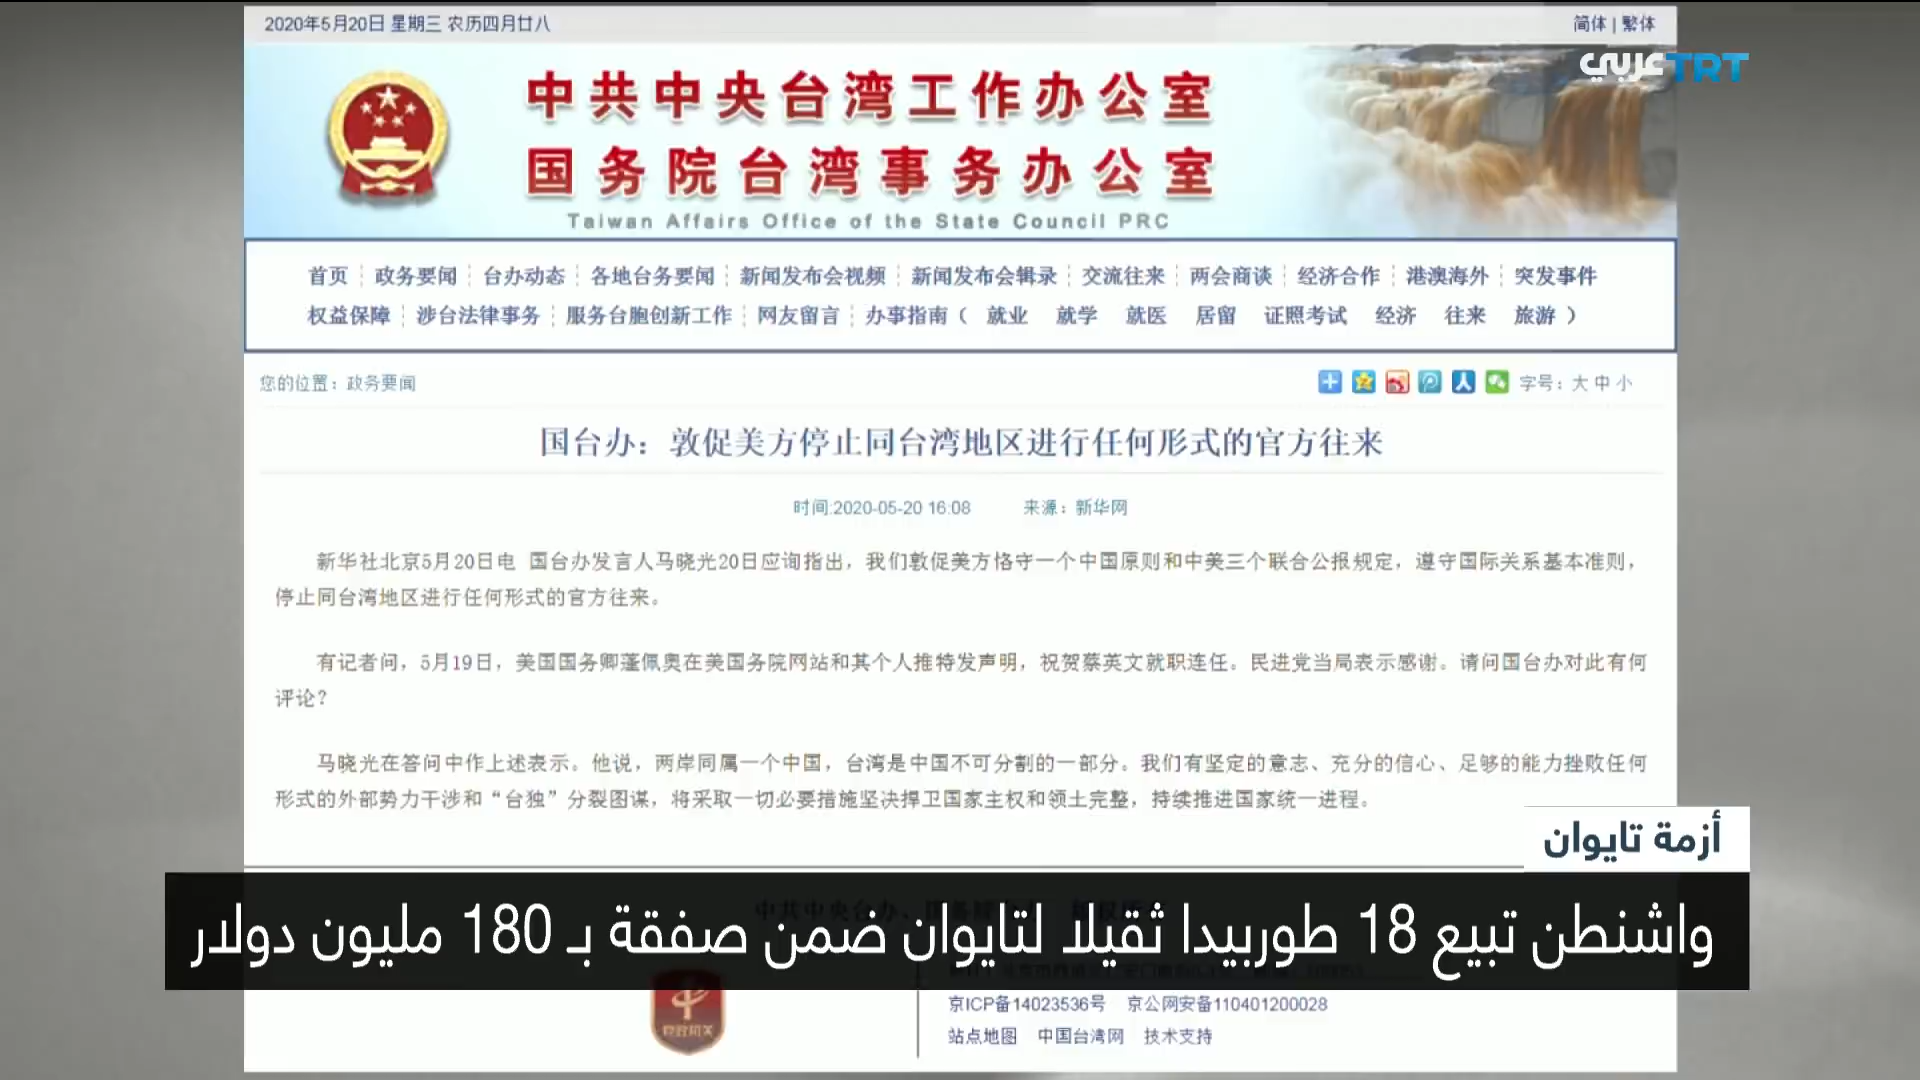 2020年5月20日 星期三 农历四月廿八
简体 | 繁体
TRT عربي
中共中央台湾工作办公室
国务院台湾事务办公室
Taiwan Affairs Office of the State Council PRC
首页 政务要闻 台办动态 各地台务要闻 新闻发布会视频 新闻发布会辑录 交流往来 两会商谈 经济合作 港澳海外 突发事件
权益保障 涉台法律事务 服务台胞创新工作 网友留言 办事指南（ 就业 就学 就医 居留 证照考试 经济 往来 旅游 ）
您的位置：政务要闻
字号：大 中 小
国台办：敦促美方停止同台湾地区进行任何形式的官方往来
时间:2020-05-20 16:08 来源：新华网
新华社北京5月20日电 国台办发言人马晓光20日应询指出，我们敦促美方恪守一个中国原则和中美三个联合公报规定，遵守国际关系基本准则，
停止同台湾地区进行任何形式的官方往来。
有记者问，5月19日，美国国务卿蓬佩奥在美国务院网站和其个人推特发声明，祝贺蔡英文就职连任。民进党当局表示感谢。请问国台办对此有何
评论？
马晓光在答问中作上述表示。他说，两岸同属一个中国，台湾是中国不可分割的一部分。我们有坚定的意志、充分的信心、足够的能力挫败任何
形式的外部势力干涉和“台独”分裂图谋，将采取一切必要措施坚决捍卫国家主权和领土完整，持续推进国家统一进程。
أزمة تايوان
واشنطن تبيع 18 طوربيدا ثقيلا لتايوان ضمن صفقة بـ 180 مليون دولار
党政机关
京ICP备14023536号 京公网安备110401200028
站点地图 中国台湾网 技术支持